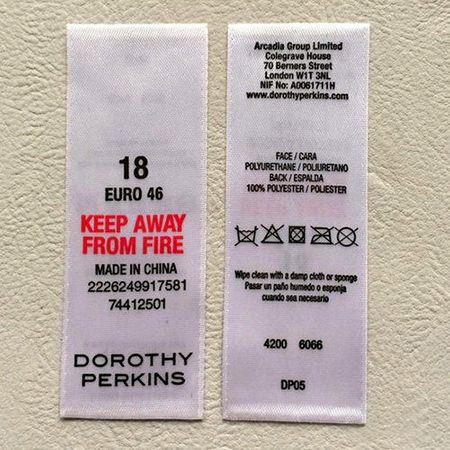 18
EURO 46
KEEP AWAY
FROM FIRE
MADE IN CHINA
2226249917581
74412501
DOROTHY
PERKINS
Arcadia Group Limited
Colegrave House
70 Berners Street
London W1T 3NL
NIF No: A0061711H
www.dorothyperkins.com
FACE / CARA
POLYURETHANE / POLIURETANO
BACK / ESPALDA
100% POLYESTER / POLIESTER
Wipe clean with a damp cloth or sponge
Pasar un paño humedo o esponja
cuando sea necesario
4200 6066
DP05